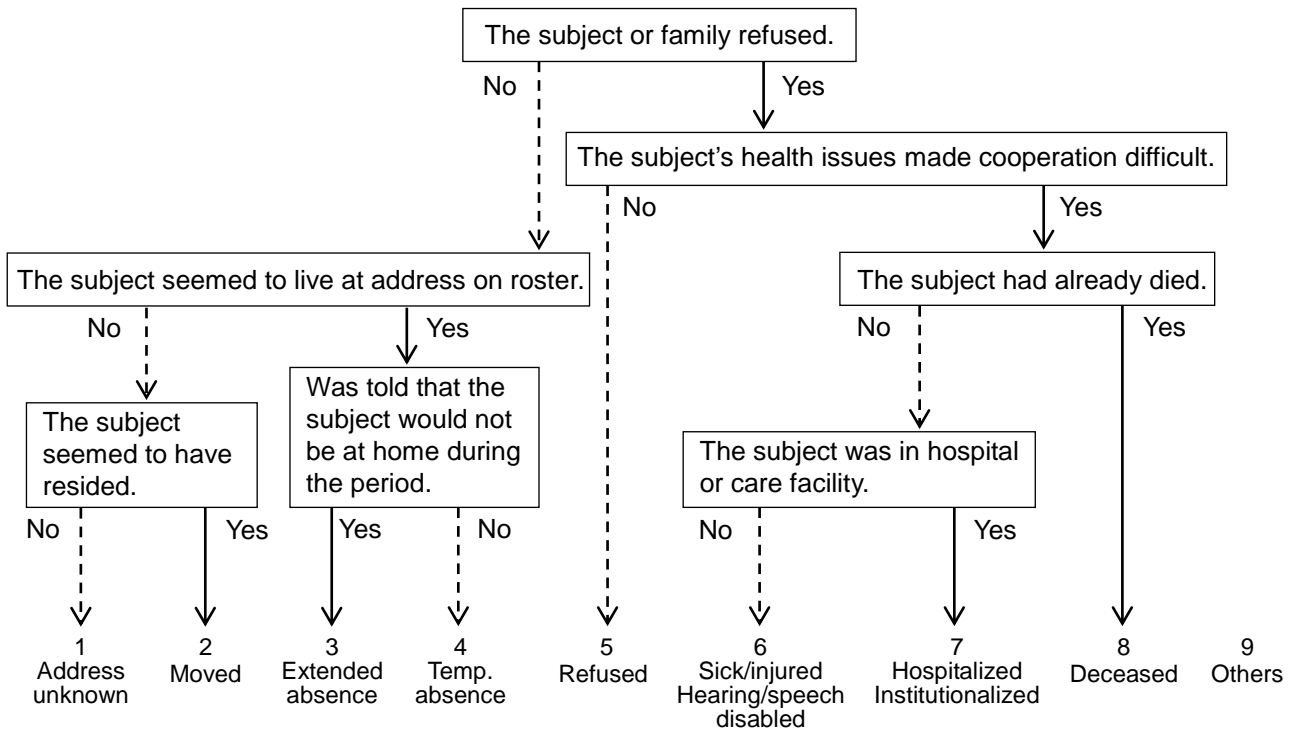 The subject or family refused.
No
Yes
The subject’s health issues made cooperation difficult.
No
Yes
The subject seemed to live at address on roster.
The subject had already died.
No
Yes
No
Yes
Was told that the
subject would not
be at home during
the period.
The subject
seemed to have
resided.
The subject was in hospital
or care facility.
No
Yes
Yes
No
No
Yes
1
Address
unknown
2
Moved
3
Extended
absence
4
Temp.
absence
5
Refused
6
Sick/injured
Hearing/speech
disabled
7
Hospitalized
Institutionalized
8
Deceased
9
Others